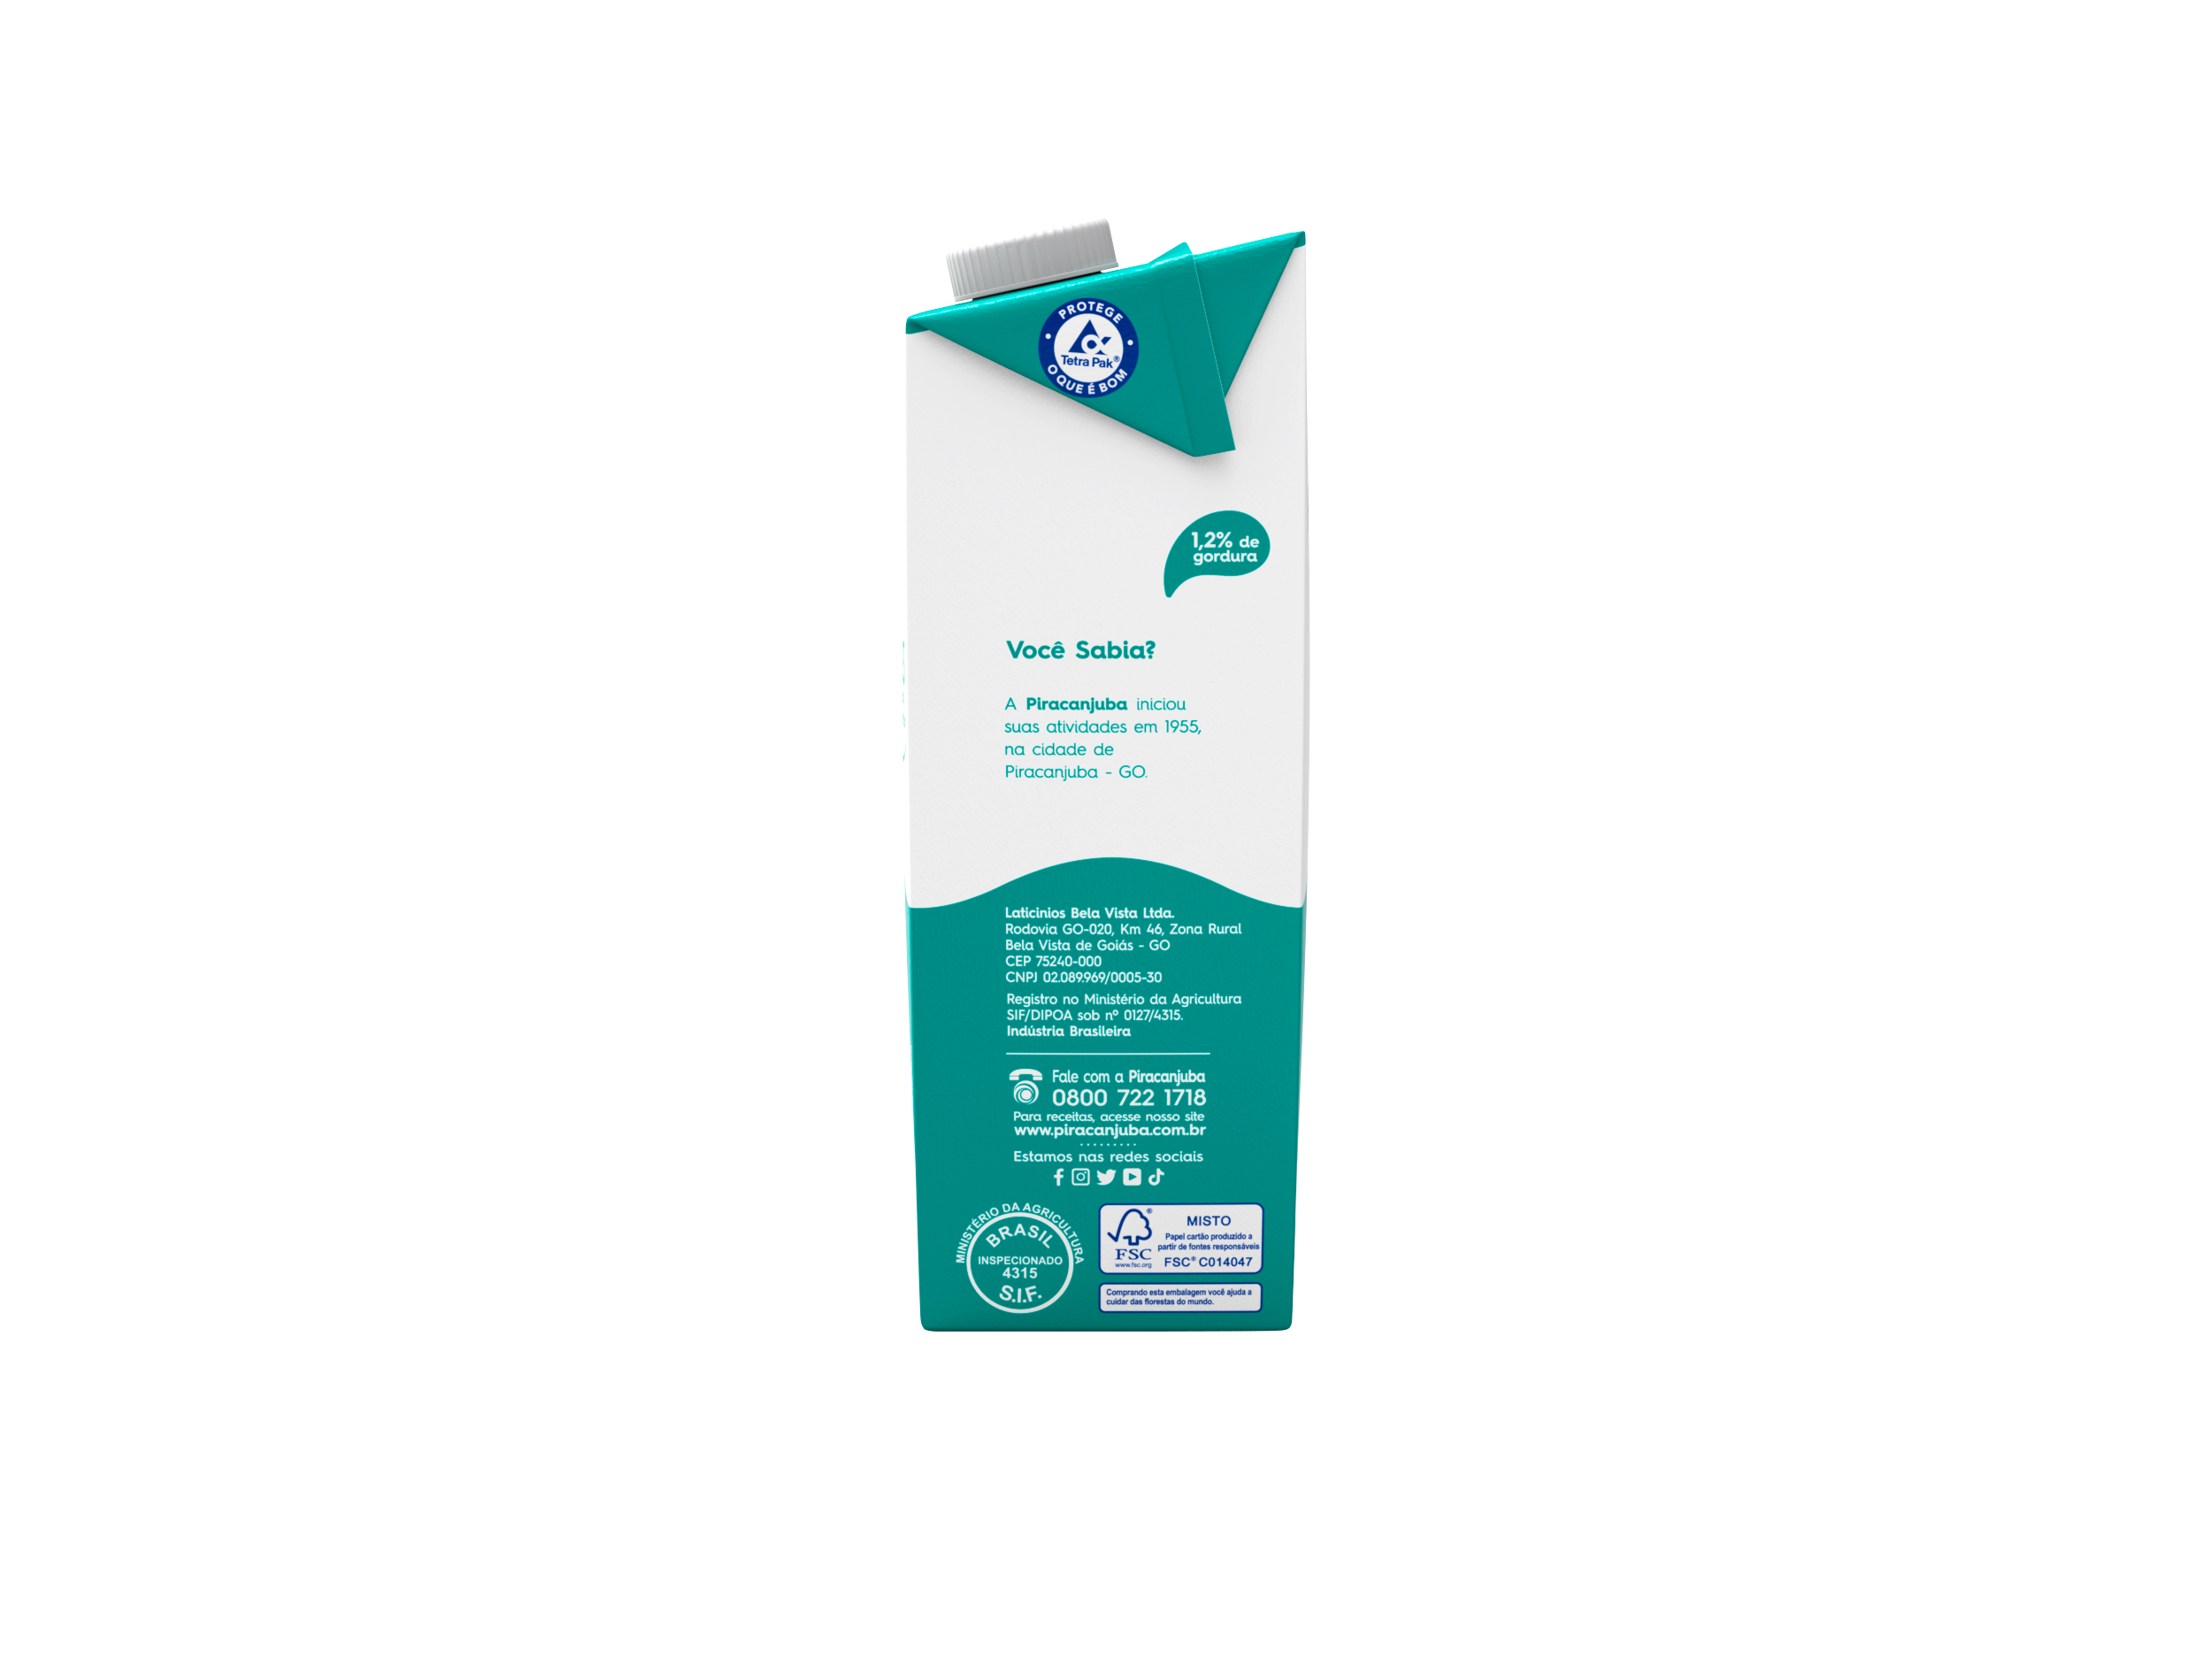 PROTEGE
Tetra Pak®
O QUE É BOM
1,2% de
gordura
Você Sabia?
A Piracanjuba iniciou
suas atividades em 1955,
na cidade de
Piracanjuba - GO.
Laticinios Bela Vista Ltda.
Rodovia GO-020, Km 46, Zona Rural
Bela Vista de Goiás - GO
CEP 75240-000
CNPJ 02.089.969/0005-30
Registro no Ministério da Agricultura
SIF/DIPOA sob nº 0127/4315.
Indústria Brasileira
Fale com a Piracanjuba
0800 722 1718
Para receitas, acesse nosso site
www.piracanjuba.com.br
Estamos nas redes sociais
MINISTÉRIO DA AGRICULTURA
BRASIL
INSPECIONADO
4315
S.I.F.
FSC®
www.fsc.org
MISTO
Papel cartão produzido a
partir de fontes responsáveis
FSC® C014047
Comprando esta embalagem você ajuda a
cuidar das florestas do mundo.